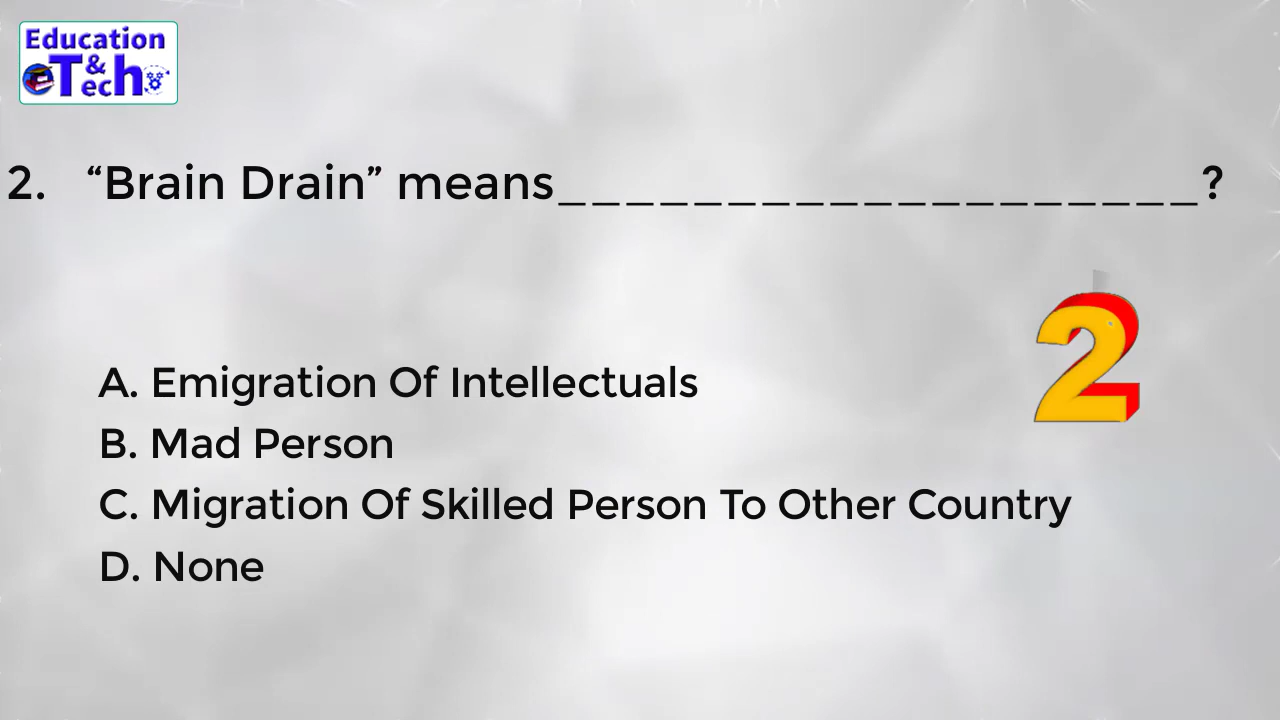 Education
&
Tech
2. “Brain Drain” means___________________?
2
A. Emigration Of Intellectuals
B. Mad Person
C. Migration Of Skilled Person To Other Country
D. None